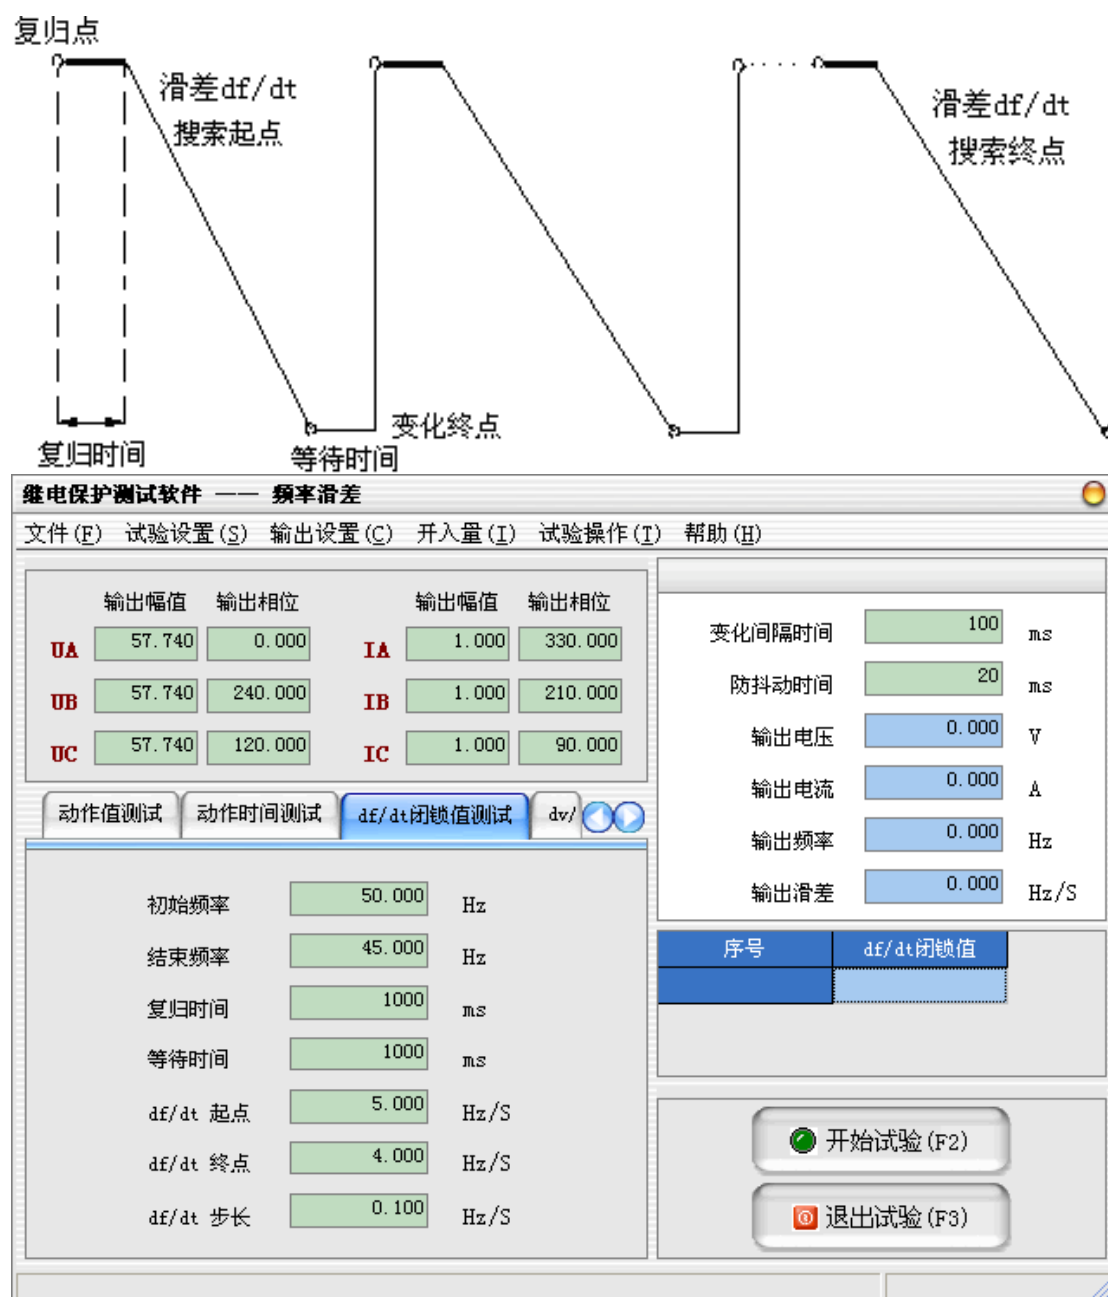 复归点
滑差df/dt
搜索起点
滑差df/dt
搜索终点
变化终点
复归时间
等待时间
继电保护测试软件 —— 频率滑差
文件(F) 试验设置(S) 输出设置(C) 开入量(I) 试验操作(T) 帮助(H)
输出幅值 输出相位 输出幅值 输出相位
UA 57.740 0.000 IA 1.000 330.000
UB 57.740 240.000 IB 1.000 210.000
UC 57.740 120.000 IC 1.000 90.000
变化间隔时间 100 ms
防抖动时间 20 ms
输出电压 0.000 V
输出电流 0.000 A
输出频率 0.000 Hz
输出滑差 0.000 Hz/S
动作值测试 动作时间测试 df/dt闭锁值测试 dv/
初始频率 50.000 Hz
结束频率 45.000 Hz
复归时间 1000 ms
等待时间 1000 ms
df/dt 起点 5.000 Hz/S
df/dt 终点 4.000 Hz/S
df/dt 步长 0.100 Hz/S
序号 df/dt闭锁值
开始试验(F2)
退出试验(F3)